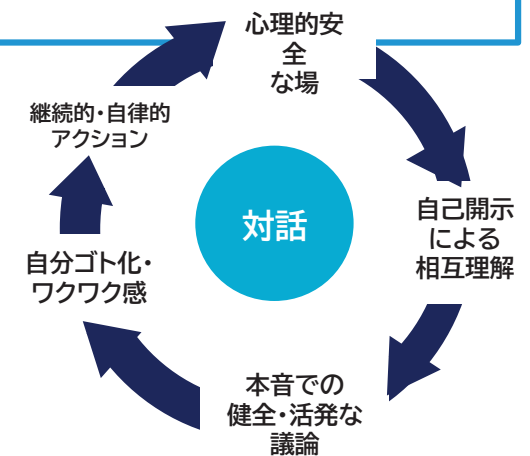 心理的安
全
な場
継続的・自律的
アクション
対話
自己開示
による
相互理解
自分ゴト化・
ワクワク感
本音での
健全・活発な
議論